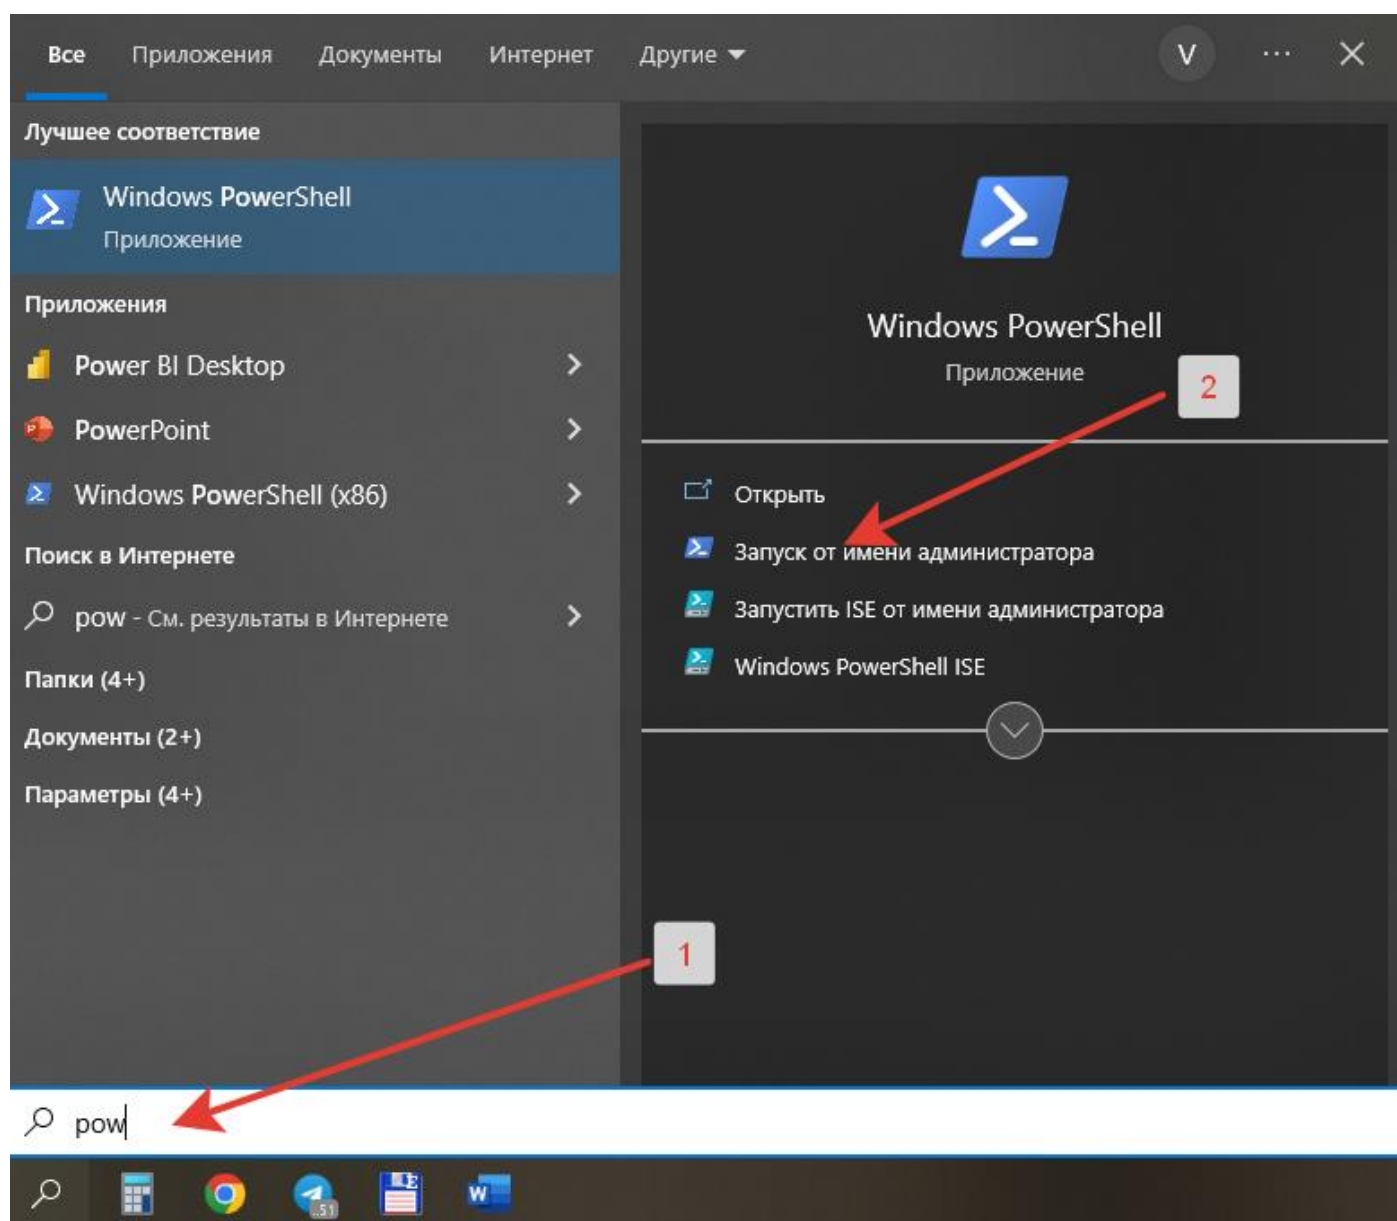 Все Приложения Документы Интернет Другие V ...
Лучшее соответствие
Windows PowerShell
Приложение
Приложения
Power BI Desktop
PowerPoint
Windows PowerShell (x86)
Поиск в Интернете
pow - См. результаты в Интернете
Папки (4+)
Документы (2+)
Параметры (4+)
Windows PowerShell
Приложение
2
Открыть
Запуск от имени администратора
Запустить ISE от имени администратора
Windows PowerShell ISE
1
pow
..51
E
W